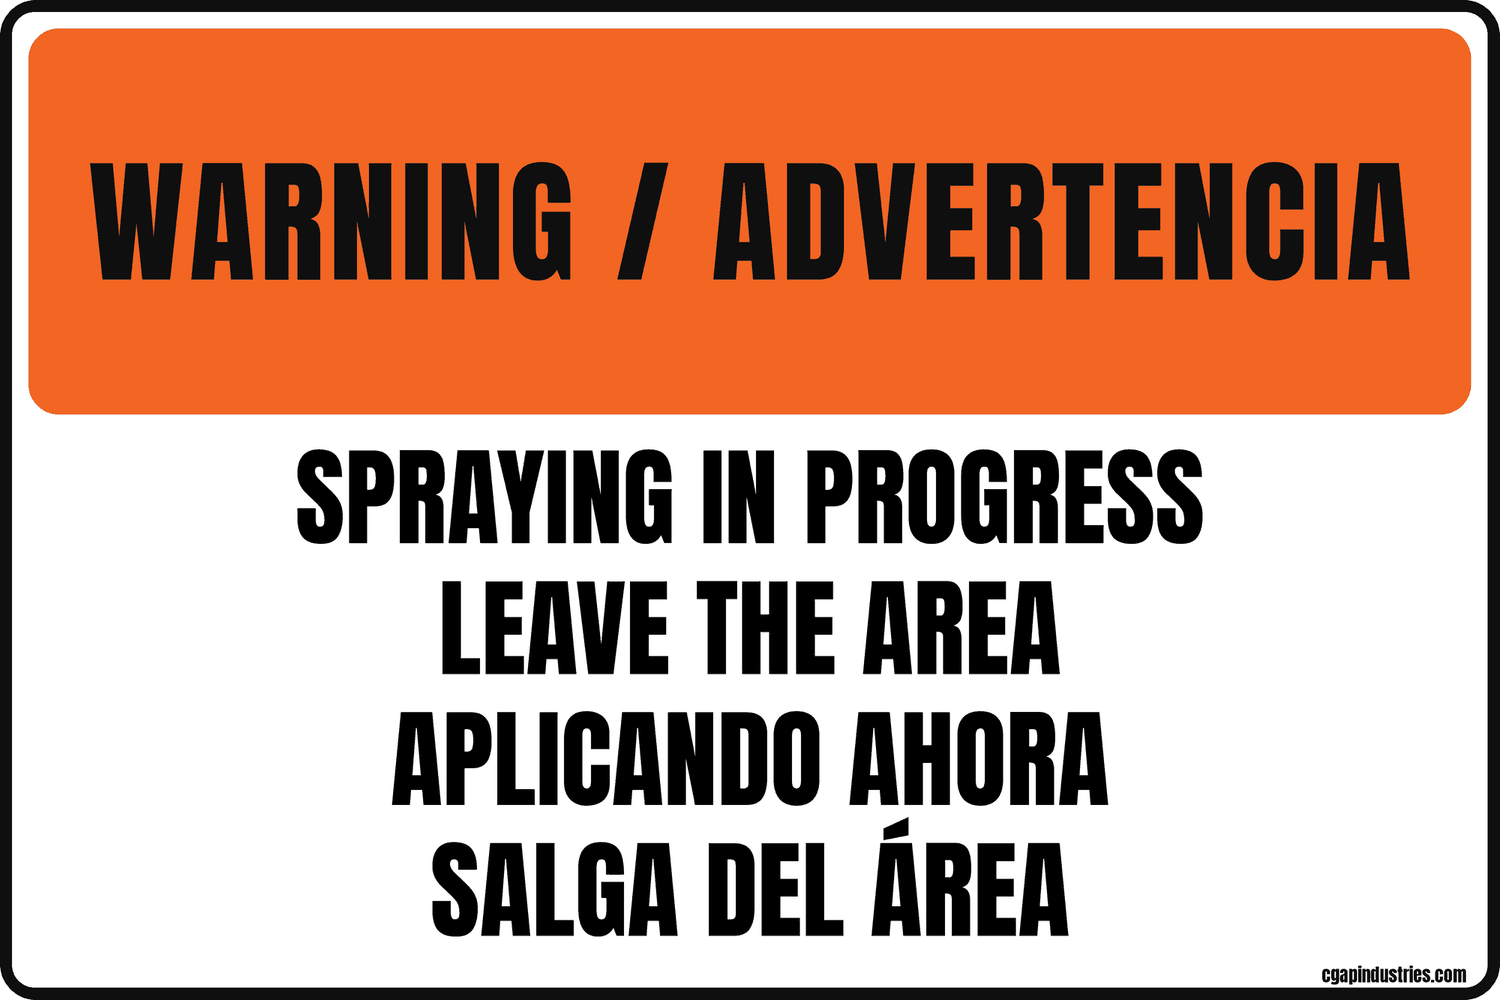 WARNING / ADVERTENCIA
SPRAYING IN PROGRESS
LEAVE THE AREA
APLICANDO AHORA
SALGA DEL ÁREA
cgapindustries.com